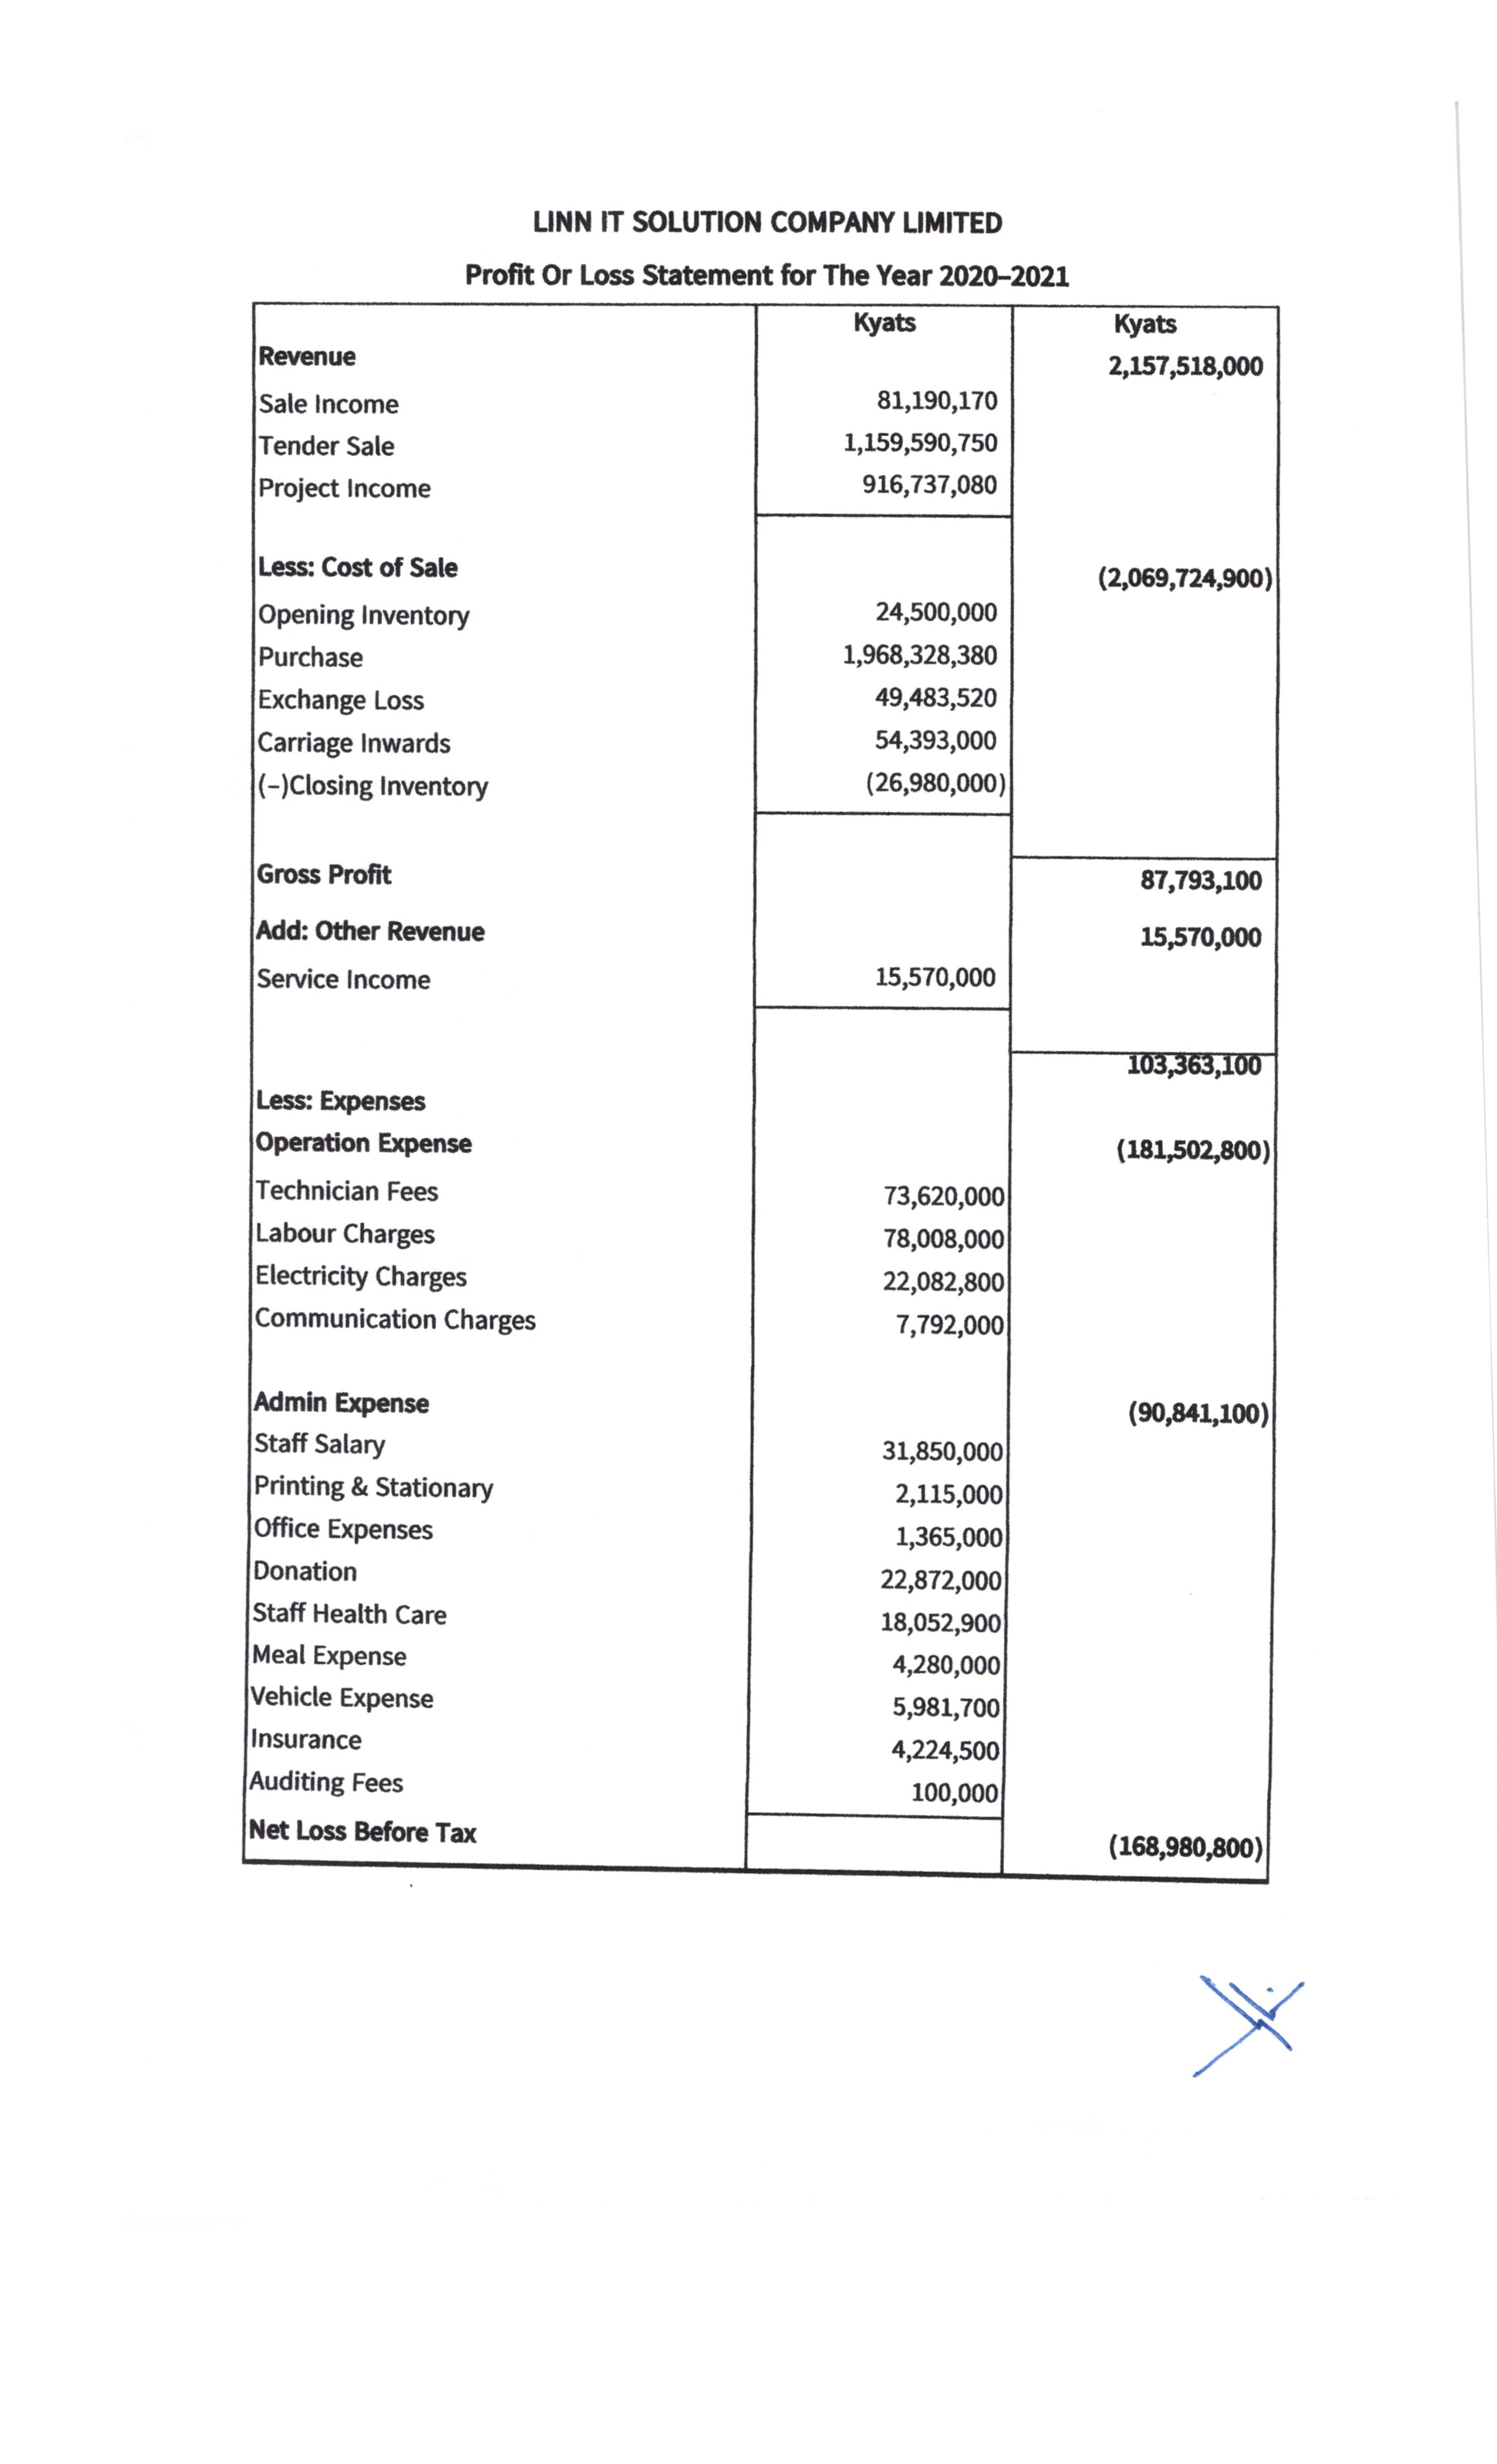 LINN IT SOLUTION COMPANY LIMITED
Profit Or Loss Statement for The Year 2020–2021
Kyats Kyats
Revenue 2,157,518,000
Sale Income 81,190,170
Tender Sale 1,159,590,750
Project Income 916,737,080
Less: Cost of Sale (2,069,724,900)
Opening Inventory 24,500,000
Purchase 1,968,328,380
Exchange Loss 49,483,520
Carriage Inwards 54,393,000
(–)Closing Inventory (26,980,000)
Gross Profit 87,793,100
Add: Other Revenue 15,570,000
Service Income 15,570,000
103,363,100
Less: Expenses
Operation Expense (181,502,800)
Technician Fees 73,620,000
Labour Charges 78,008,000
Electricity Charges 22,082,800
Communication Charges 7,792,000
Admin Expense (90,841,100)
Staff Salary 31,850,000
Printing & Stationary 2,115,000
Office Expenses 1,365,000
Donation 22,872,000
Staff Health Care 18,052,900
Meal Expense 4,280,000
Vehicle Expense 5,981,700
Insurance 4,224,500
Auditing Fees 100,000
Net Loss Before Tax (168,980,800)